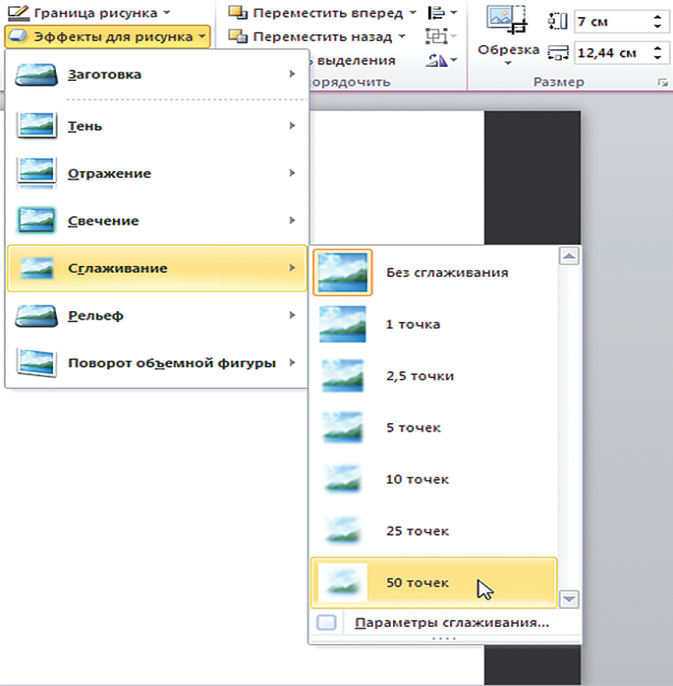 Граница рисунка
Эффекты для рисунка
Переместить вперед
Переместить назад
выделения
орядочить
Обрезка
7 см
12,44 см
Размер
Заготовка
Тень
Отражение
Свечение
Сглаживание
Рельеф
Поворот объемной фигуры
Без сглаживания
1 точка
2,5 точки
5 точек
10 точек
25 точек
50 точек
Параметры сглаживания...